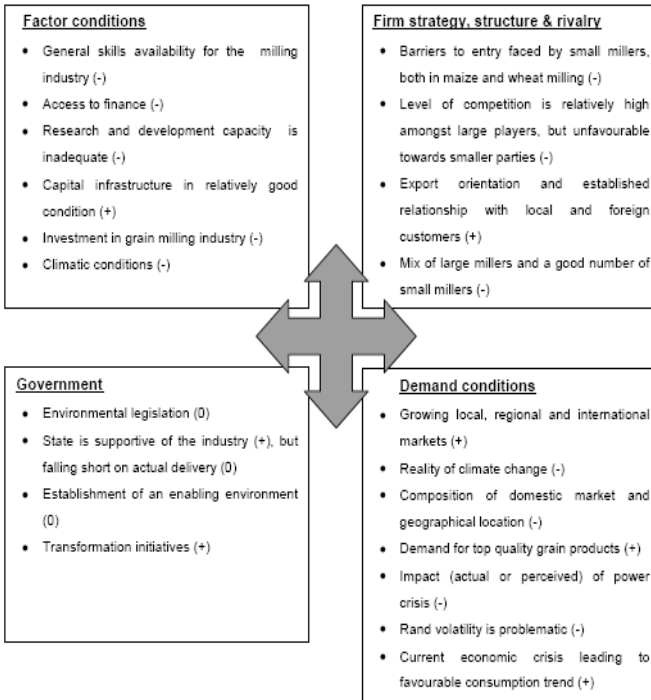 Factor conditions
• General skills availability for the milling
industry (-)
• Access to finance (-)
• Research and development capacity is
inadequate (-)
• Capital infrastructure in relatively good
condition (+)
• Investment in grain milling industry (-)
• Climatic conditions (-)
Firm strategy, structure & rivalry
• Barriers to entry faced by small millers,
both in maize and wheat milling (-)
• Level of competition is relatively high
amongst large players, but unfavourable
towards smaller parties (-)
• Export orientation and established
relationship with local and foreign
customers (+)
• Mix of large millers and a good number of
small millers (-)
Government
• Environmental legislation (0)
• State is supportive of the industry (+), but
falling short on actual delivery (0)
• Establishment of an enabling environment
(0)
• Transformation initiatives (+)
Demand conditions
• Growing local, regional and international
markets (+)
• Reality of climate change (-)
• Composition of domestic market and
geographical location (-)
• Demand for top quality grain products (+)
• Impact (actual or perceived) of power
crisis (-)
• Rand volatility is problematic (-)
• Current economic crisis leading to
favourable consumption trend (+)